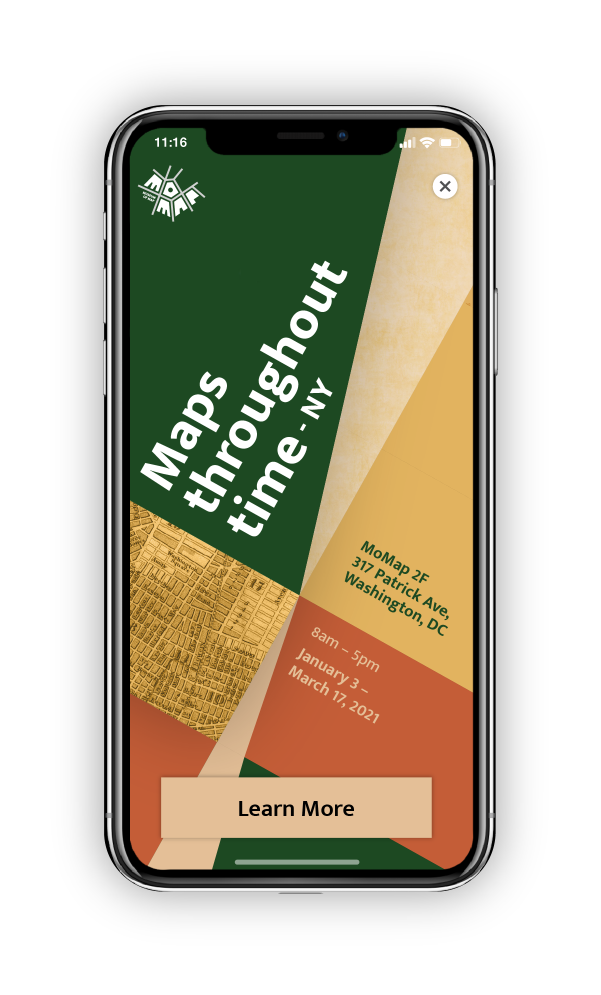 11:16
MoMAP
Maps
throughout
time - NY
MoMap 2F
317 Patrick Ave,
Washington, DC
8am – 5pm
January 3 –
March 17, 2021
Learn More